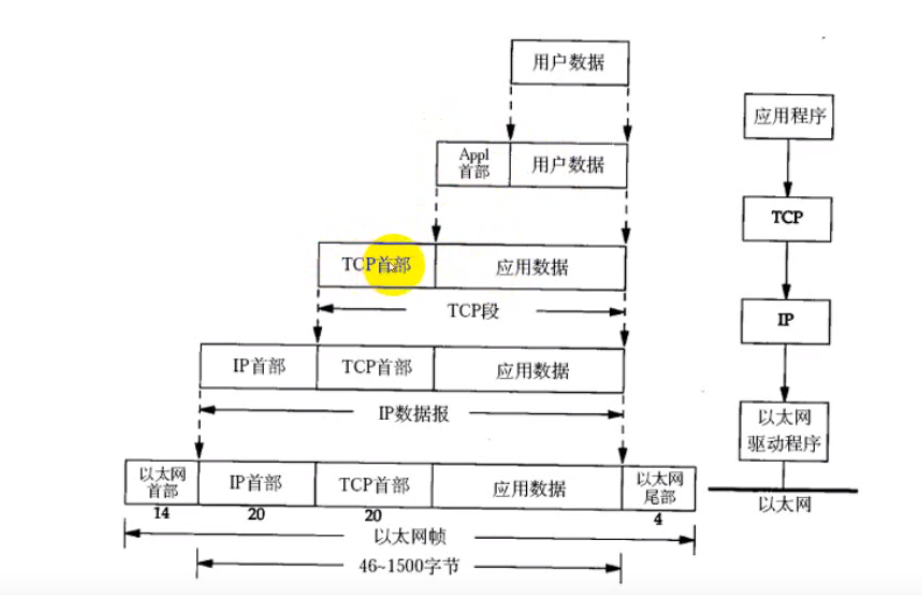 用户数据
应用程序
Appl
首部
用户数据
TCP
TCP首部
应用数据
TCP段
IP
IP首部
TCP首部
应用数据
IP数据报
以太网
驱动程序
以太网
首部
IP首部
TCP首部
应用数据
以太网
尾部
以太网
14
20
20
4
以太网帧
46~1500字节